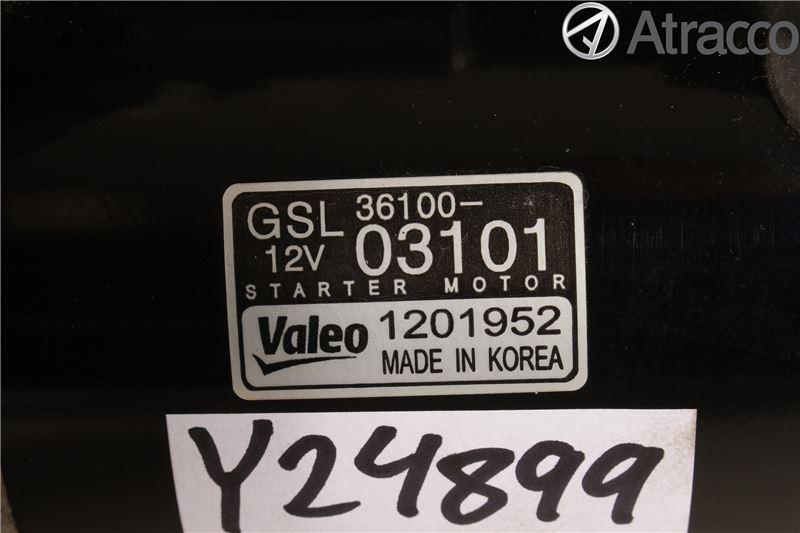 Atracco
GSL 36100-
12V 03101
STARTER MOTOR
Valeo 1201952
MADE IN KOREA
Y24899